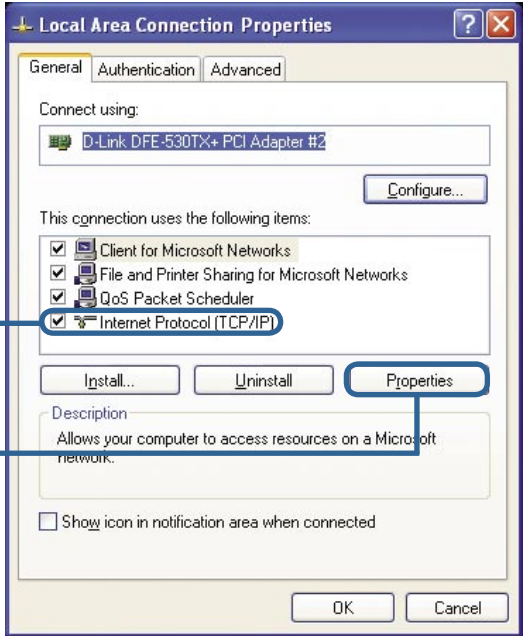 Local Area Connection Properties
General Authentication Advanced
Connect using:
D-Link DFE-530TX+ PCI Adapter #2
Configure...
This connection uses the following items:
Client for Microsoft Networks
File and Printer Sharing for Microsoft Networks
QoS Packet Scheduler
Internet Protocol (TCP/IP)
Install... Uninstall Properties
Description
Allows your computer to access resources on a Microsoft
network.
Show icon in notification area when connected
OK Cancel